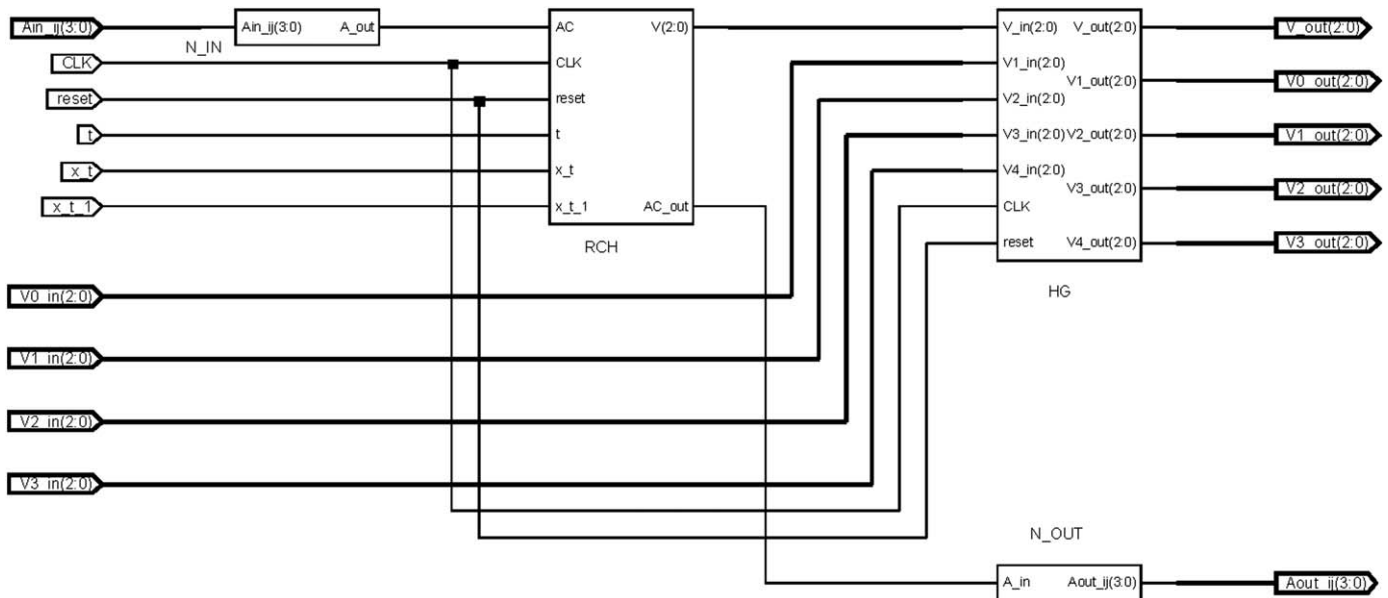 Ain_ij(3:0)
CLK
reset
t
x_t
x_t_1
V0_in(2:0)
V1_in(2:0)
V2_in(2:0)
V3_in(2:0)
Ain_ij(3:0) A_out
N_IN
AC V(2:0)
CLK
reset
t
x_t
x_t_1 AC_out
RCH
V_in(2:0) V_out(2:0)
V1_in(2:0)
V1_out(2:0)
V2_in(2:0)
V3_in(2:0) V2_out(2:0)
V4_in(2:0)
V3_out(2:0)
CLK
reset V4_out(2:0)
HG
N_OUT
A_in Aout_ij(3:0)
V_out(2:0)
V0_out(2:0)
V1_out(2:0)
V2_out(2:0)
V3_out(2:0)
Aout_ij(3:0)